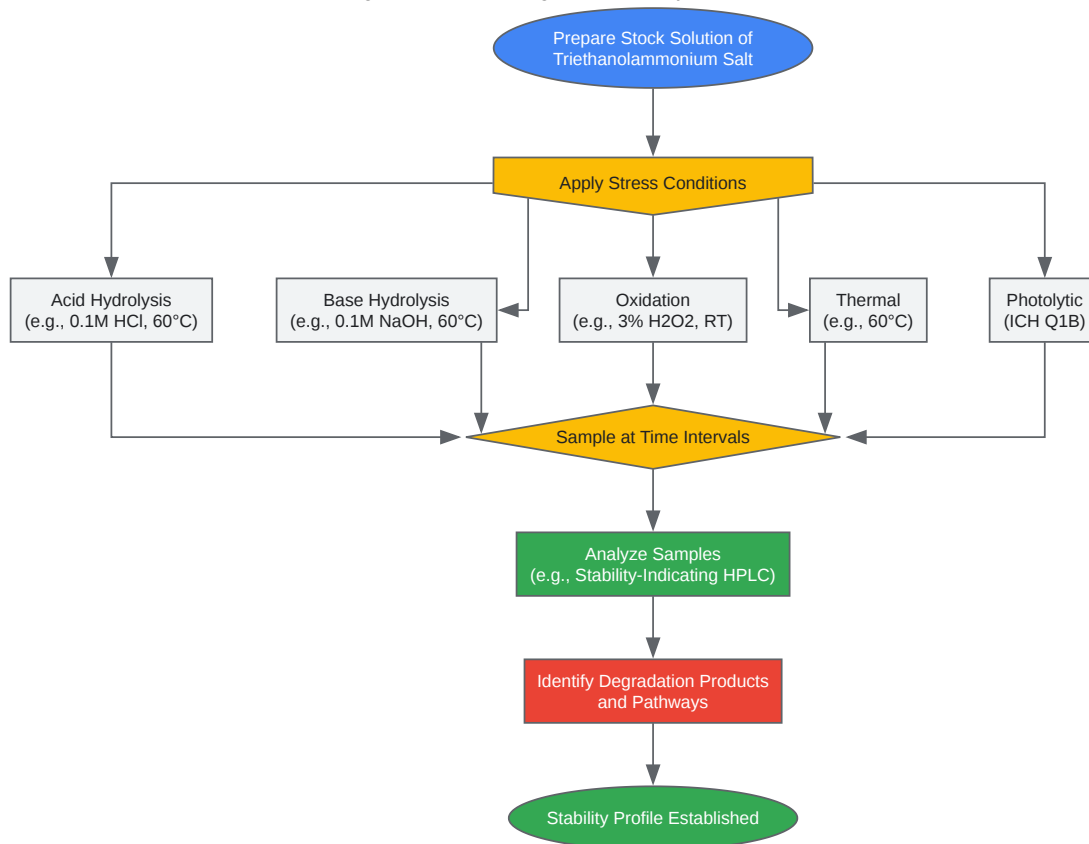 Prepare Stock Solution of
Triethanolammonium Salt
Apply Stress Conditions
Acid Hydrolysis
(e.g., 0.1M HCl, 60°C)
Base Hydrolysis
(e.g., 0.1M NaOH, 60°C)
Oxidation
(e.g., 3% H2O2, RT)
Thermal
(e.g., 60°C)
Photolytic
(ICH Q1B)
Sample at Time Intervals
Analyze Samples
(e.g., Stability-Indicating HPLC)
Identify Degradation Products
and Pathways
Stability Profile Established